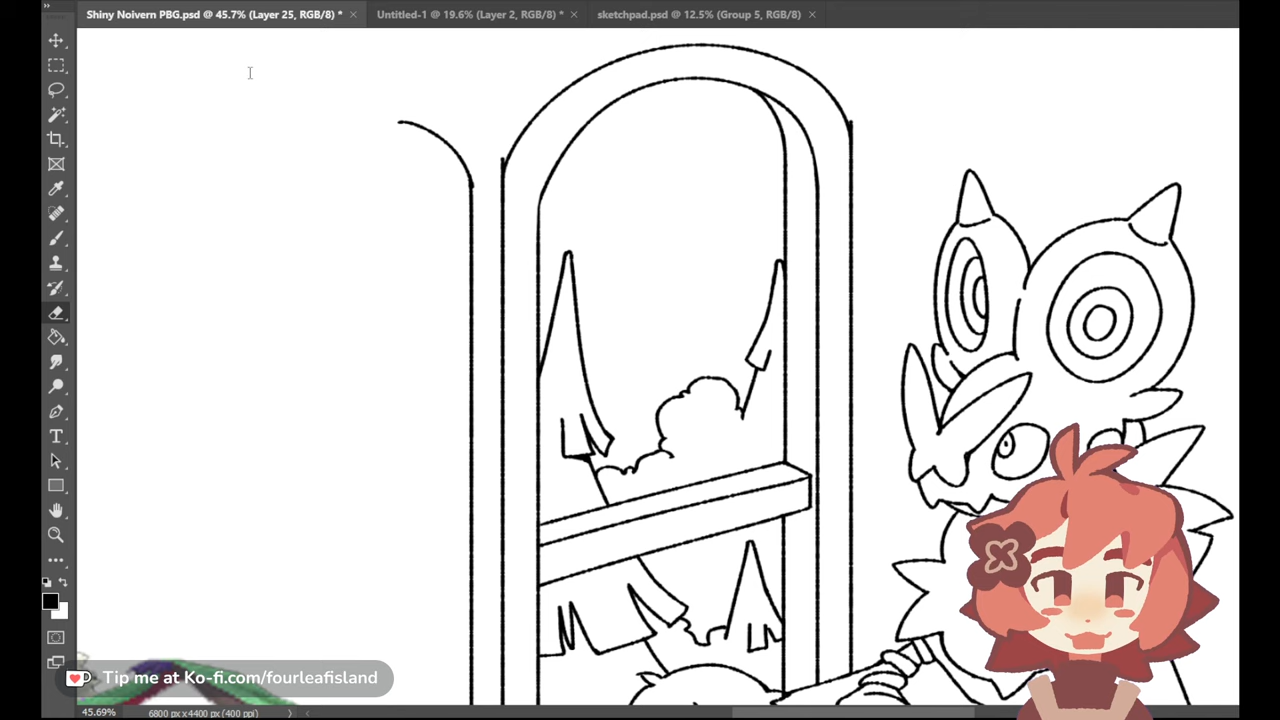 Shiny Noivern PBG.psd @ 45.7% (Layer 25, RGB/8) *
Untitled-1 @ 19.6% (Layer 2, RGB/8) *
sketchpad.psd @ 12.5% (Group 5, RGB/8)
Tip me at Ko-fi.com/fourleafisland
45.69%
6800 px x 4400 px (400 ppi)